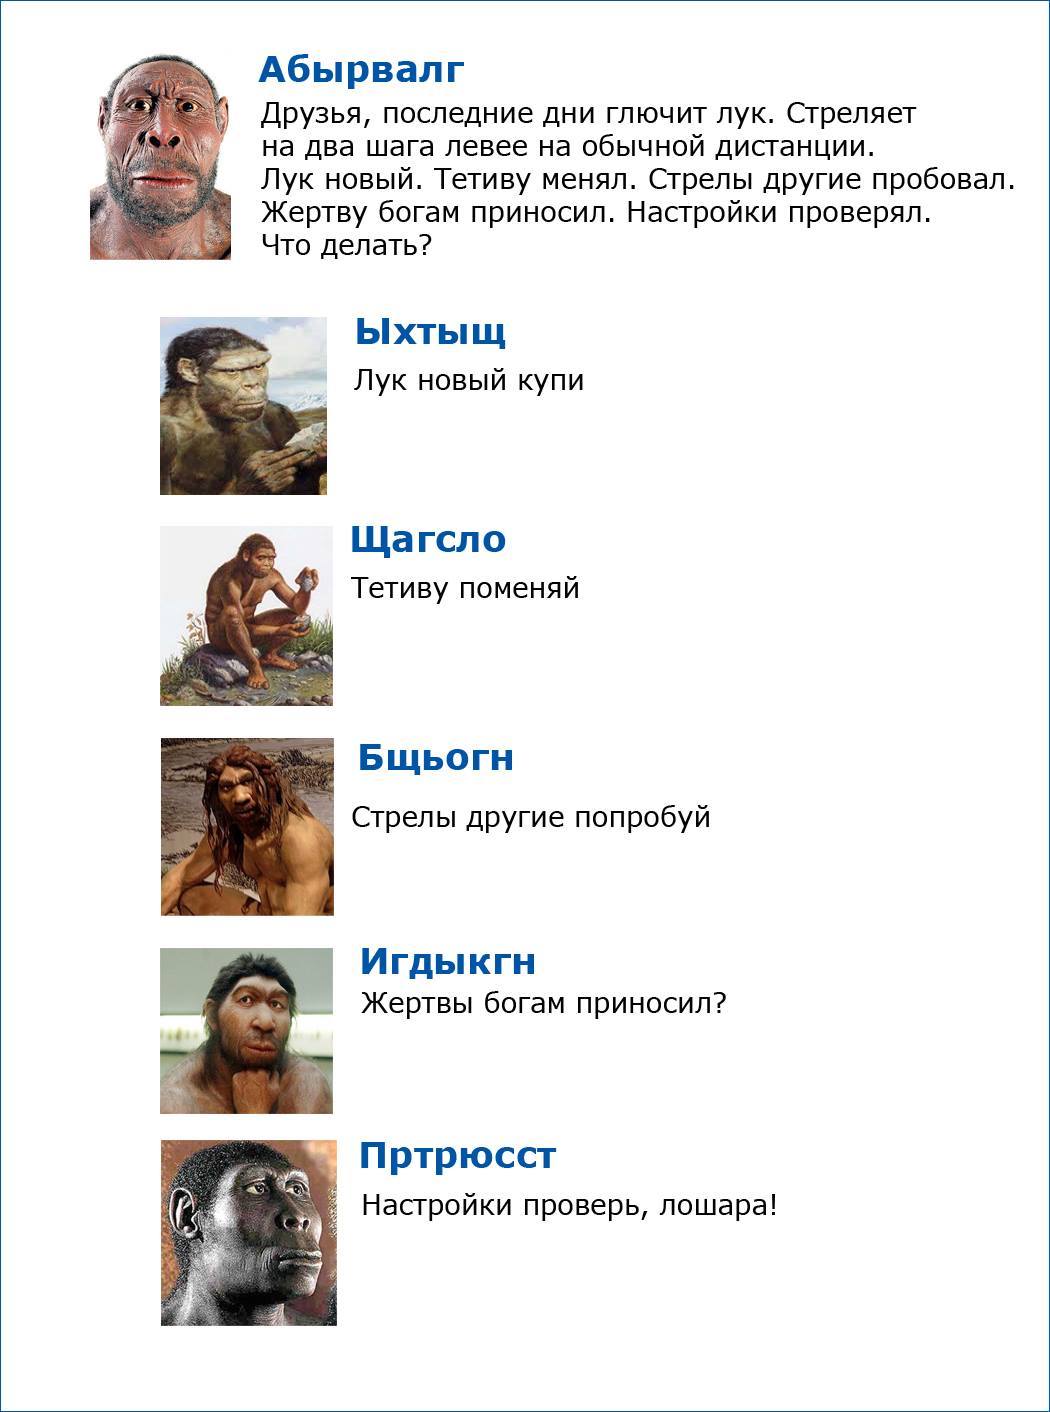 Абырвалг
Друзья, последние дни глючит лук. Стреляет
на два шага левее на обычной дистанции.
Лук новый. Тетиву менял. Стрелы другие пробовал.
Жертву богам приносил. Настройки проверял.
Что делать?
Ыхтыщ
Лук новый купи
Щагсло
Тетиву поменяй
Бщьогн
Стрелы другие попробуй
Игдыкгн
Жертвы богам приносил?
Пртрюсст
Настройки проверь, лошара!